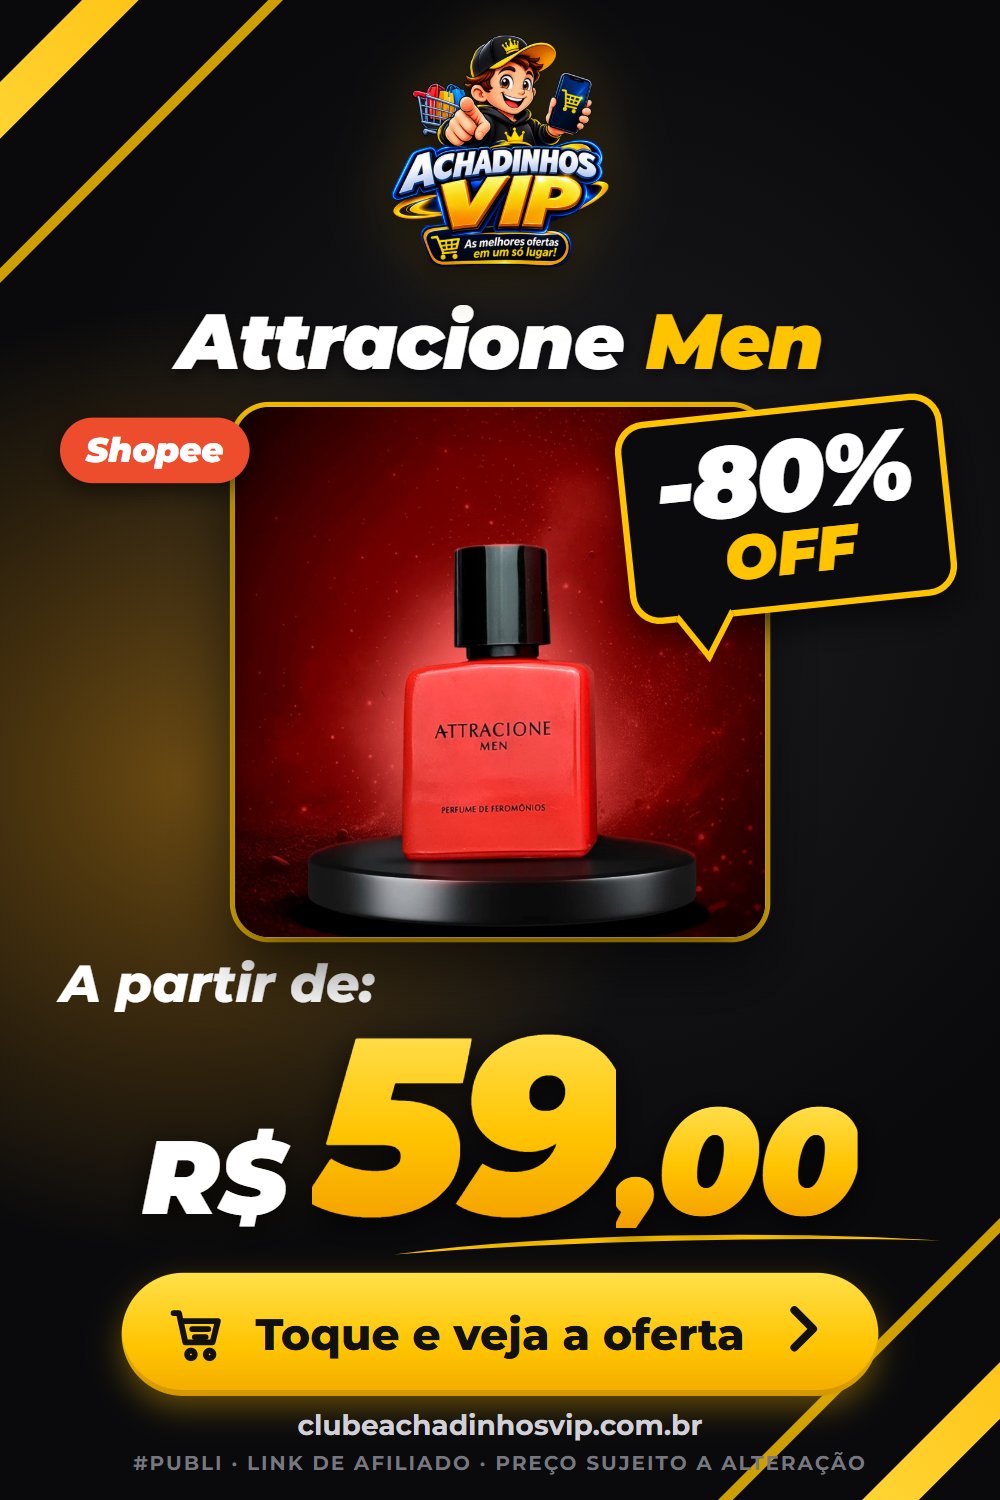 ACHADINHOS
VIP
As melhores ofertas
em um só lugar!
Attracione Men
Shopee
-80%
OFF
ATTRACIONE
MEN
PERFUME DE FEROMÔNIOS
A partir de:
R$ 59,00
Toque e veja a oferta
clubeachadinhosvip.com.br
#PUBLI · LINK DE AFILIADO · PREÇO SUJEITO A ALTERAÇÃO